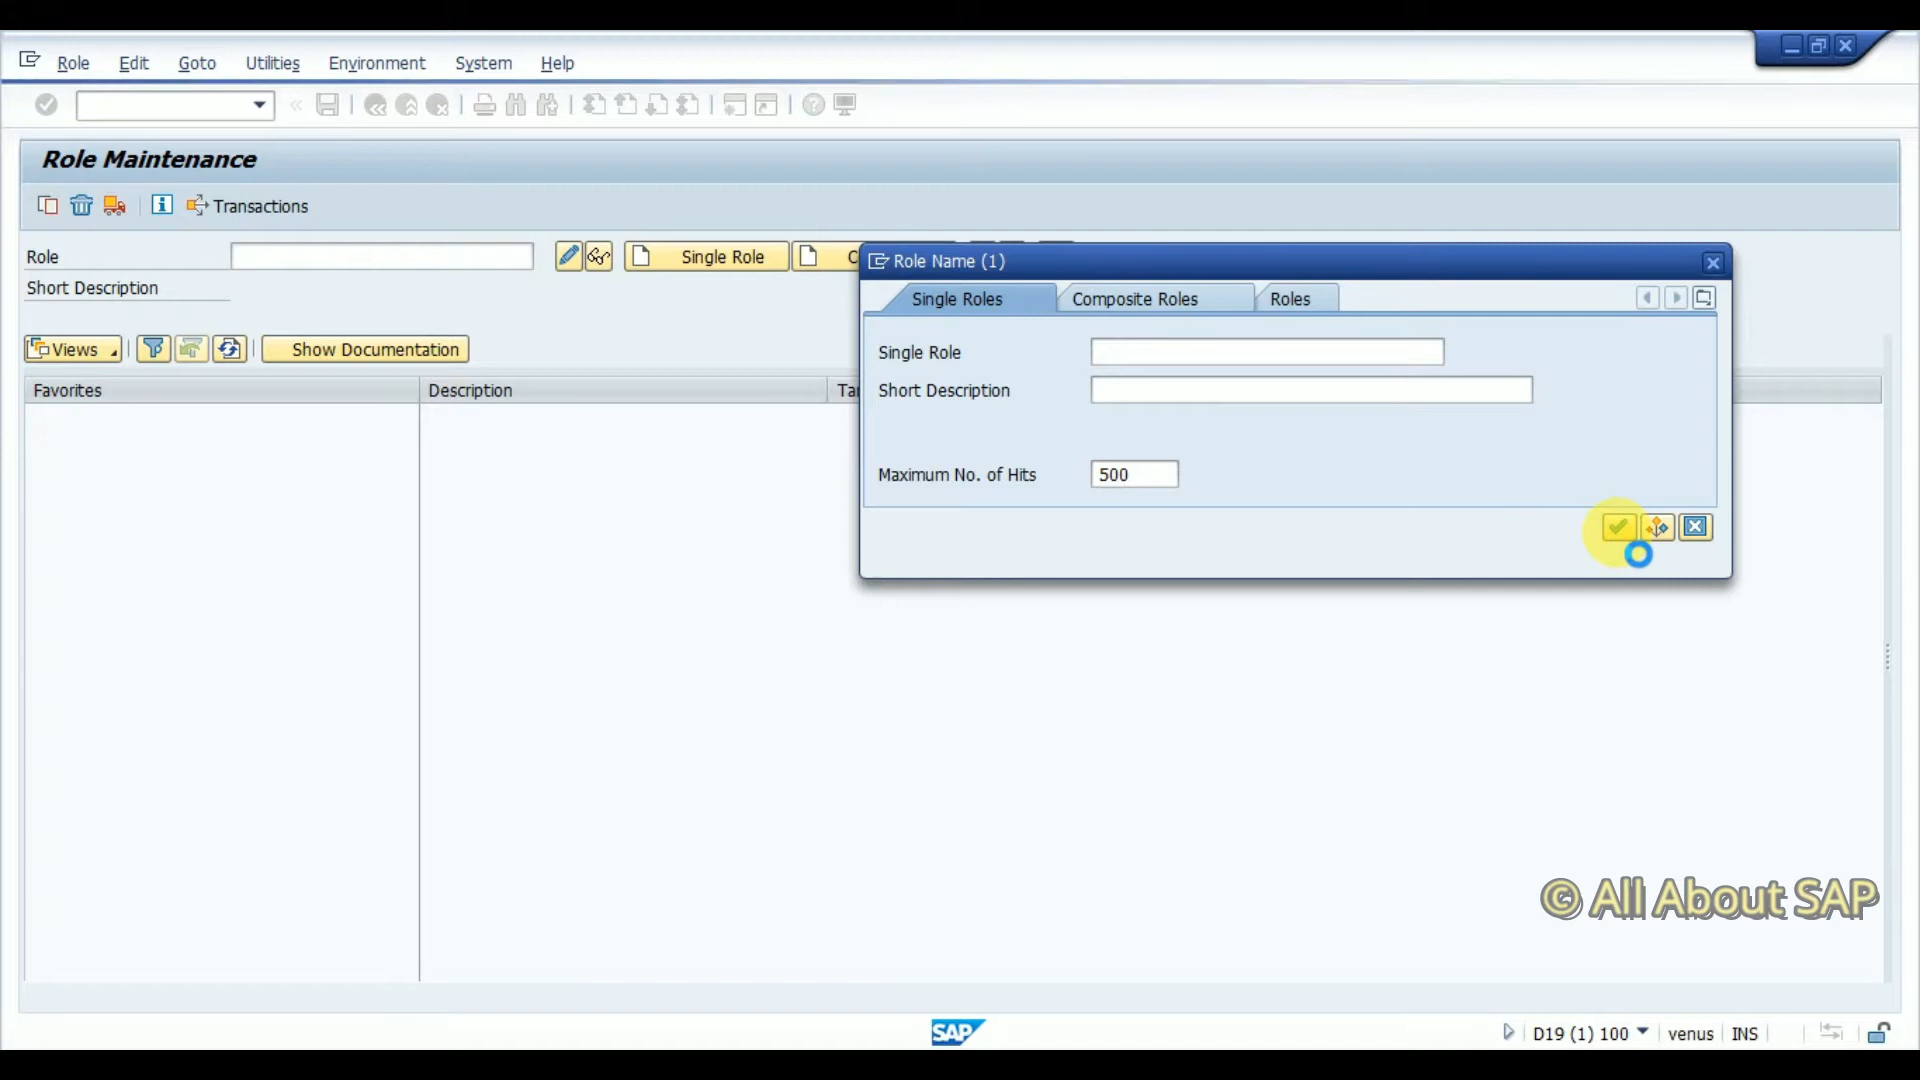 Role Edit Goto Utilities Environment System Help
Role Maintenance
Transactions
Role
Single Role
C
Short Description
Views
Show Documentation
Favorites
Description
Tar
Role Name (1)
Single Roles
Composite Roles
Roles
Single Role
Short Description
Maximum No. of Hits
500
© All About SAP
SAP
D19 (1) 100
venus
INS